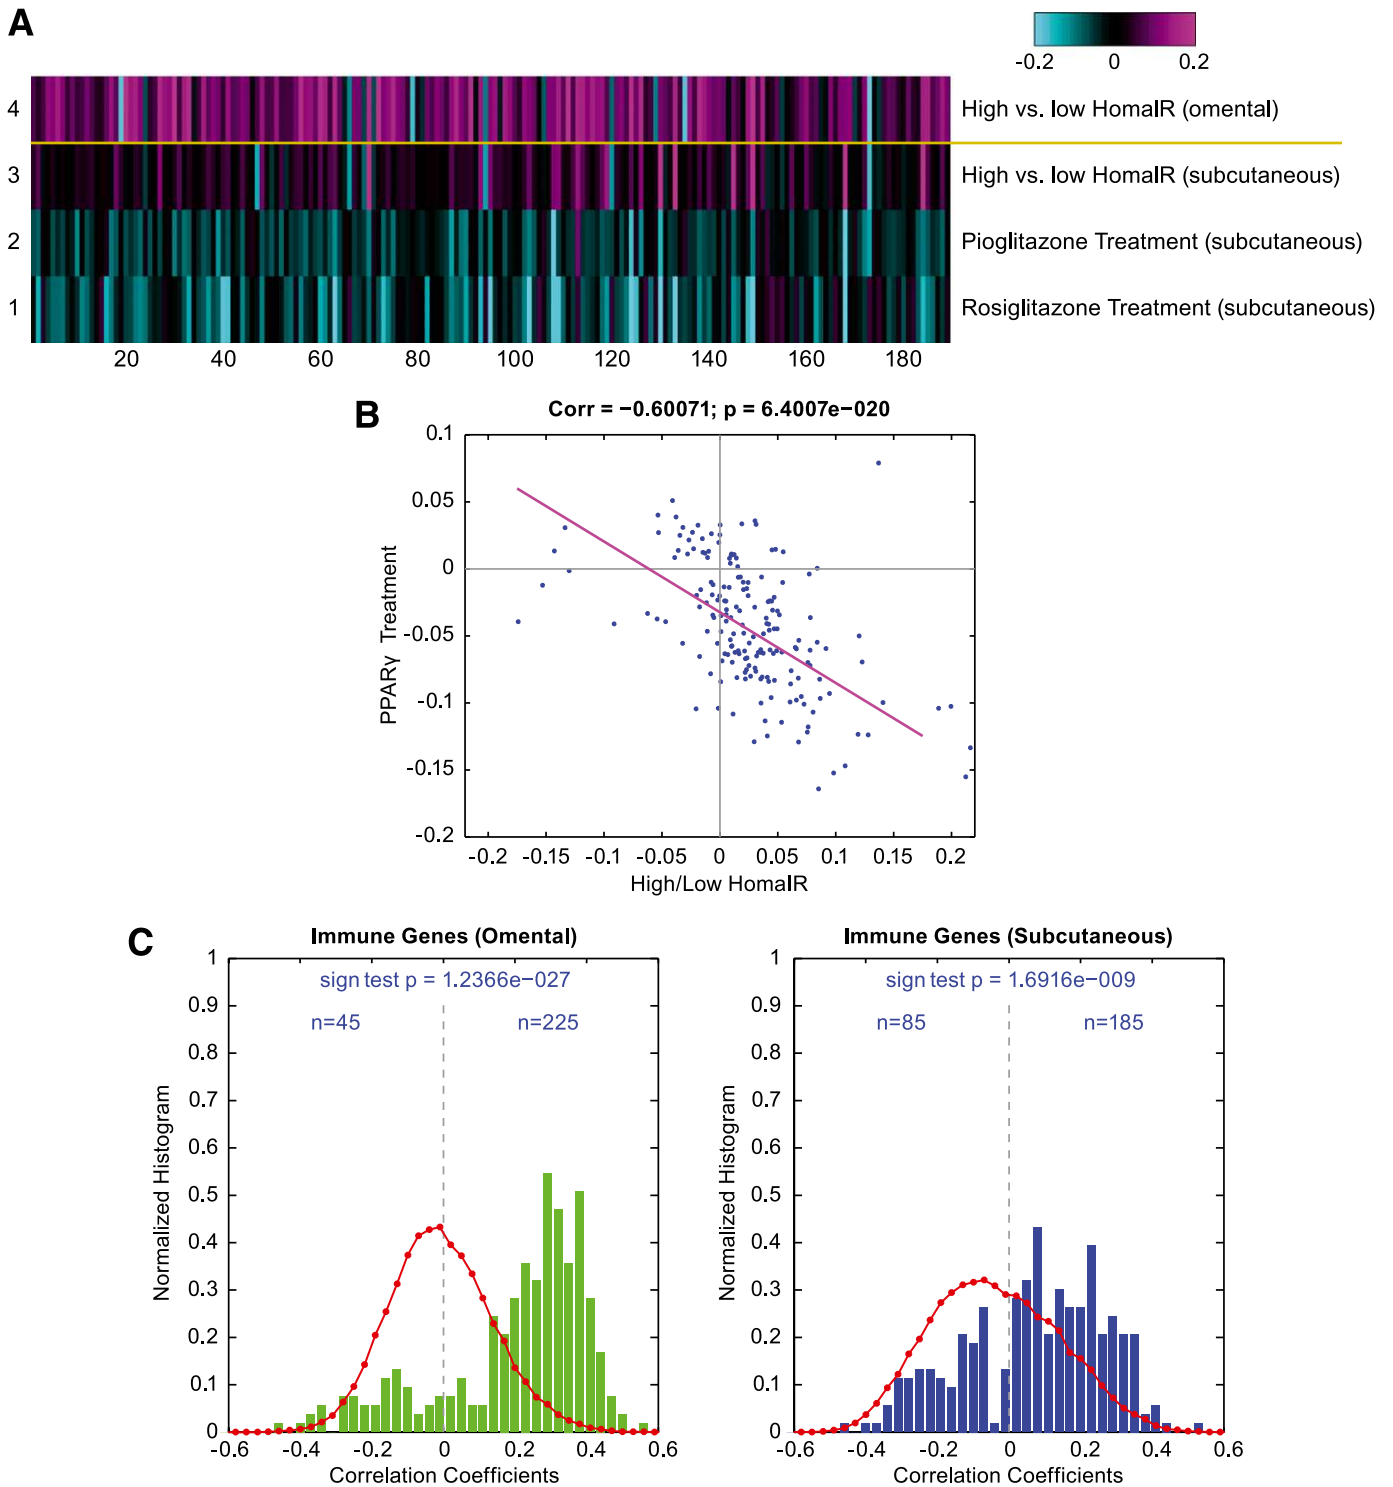 A
-0.2 0 0.2
4 High vs. low HomaIR (omental)
3 High vs. low HomaIR (subcutaneous)
2 Pioglitazone Treatment (subcutaneous)
1 Rosiglitazone Treatment (subcutaneous)
20 40 60 80 100 120 140 160 180
B
Corr = −0.60071; p = 6.4007e−020
0.1
0.05
0
-0.05
-0.1
-0.15
-0.2
PPARγ Treatment
-0.2 -0.15 -0.1 -0.05 0 0.05 0.1 0.15 0.2
High/Low HomaIR
C
Immune Genes (Omental)
sign test p = 1.2366e−027
n=45 n=225
1
0.9
0.8
0.7
0.6
0.5
0.4
0.3
0.2
0.1
0
Normalized Histogram
-0.6 -0.4 -0.2 0 0.2 0.4 0.6
Correlation Coefficients
Immune Genes (Subcutaneous)
sign test p = 1.6916e−009
n=85 n=185
1
0.9
0.8
0.7
0.6
0.5
0.4
0.3
0.2
0.1
0
Normalized Histogram
-0.6 -0.4 -0.2 0 0.2 0.4 0.6
Correlation Coefficients